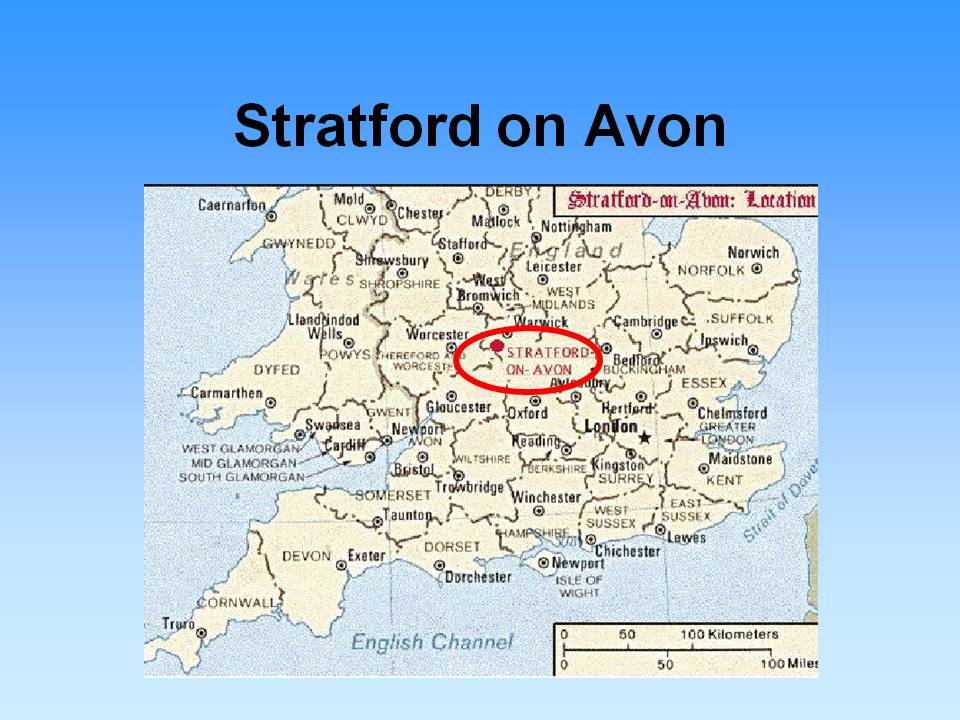 Stratford on Avon
Stratford-on-Avon: Location
DERBY
Mold
Caernarfon
Chester
CLWYD
Matlock
Nottingham
GWYNEDD
Stafford
England
Norwich
Shrewsbury
Leicester
NORFOLK
Wales
SHROPSHIRE
West
Bromwich
WEST
MIDLANDS
SUFFOLK
Llandrindod
Wells
Warwick
Cambridge
Worcester
Ipswich
POWYS
HEREFORD AND
WORCESTER
STRATFORD-
ON-AVON
Bedford
BUCKINGHAM
DYFED
Aylesbury
ESSEX
Carmarthen
GWENT
Gloucester
Oxford
Hertford
Chelmsford
Swansea
Newport
London
GREATER
LONDON
WEST GLAMORGAN
MID GLAMORGAN
SOUTH GLAMORGAN
Cardiff
AVON
Reading
Bristol
WILTSHIRE
BERKSHIRE
Kingston
Maidstone
SURREY
KENT
Trowbridge
Winchester
SOMERSET
Taunton
WEST
SUSSEX
EAST
SUSSEX
Strait of Dover
HAMPSHIRE
Lewes
DEVON
Exeter
DORSET
Chichester
Newport
Dorchester
ISLE OF
WIGHT
CORNWALL
Truro
English Channel
0 50 100 Kilometers
0 50 100 Miles